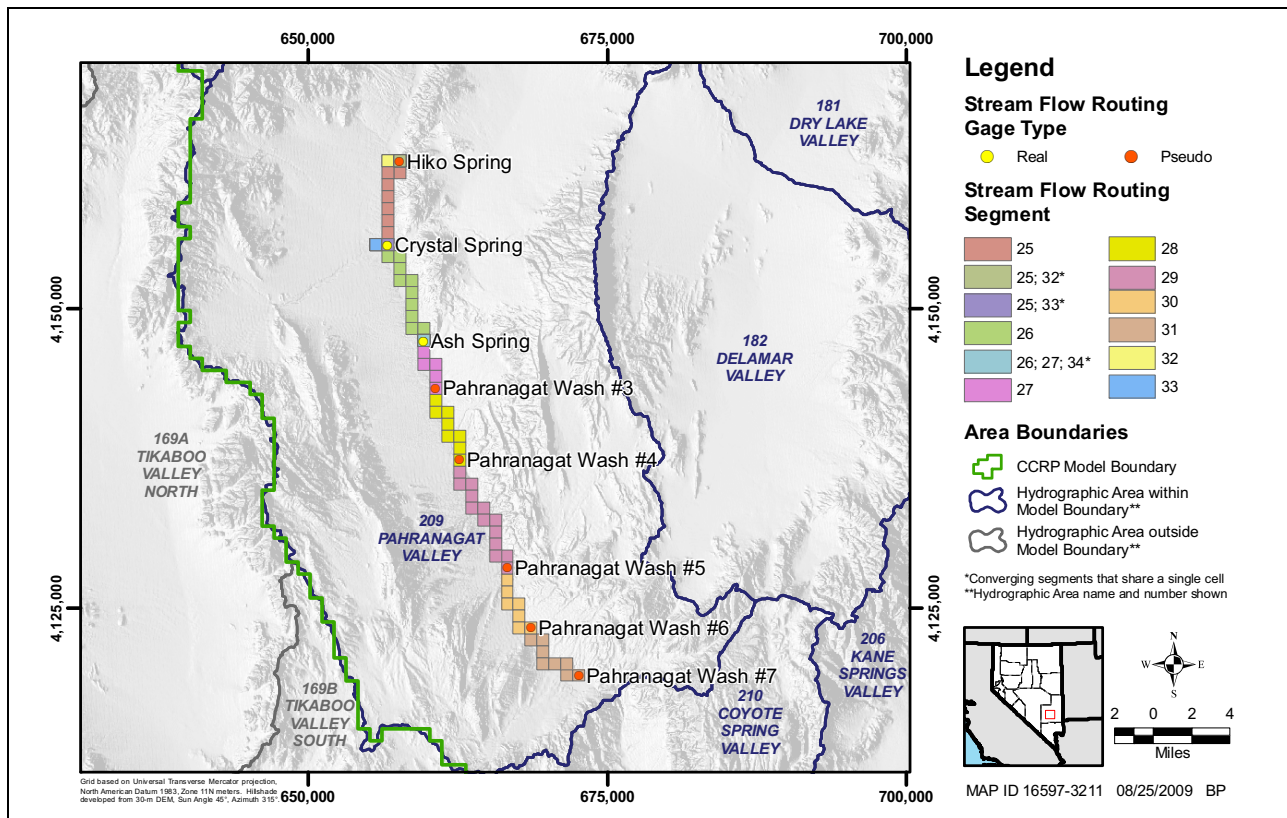 650,000
675,000
700,000
4,150,000
4,125,000
181
DRY LAKE
VALLEY
Hiko Spring
Crystal Spring
Ash Spring
182
DELAMAR
VALLEY
Pahranagat Wash #3
169A
TIKABOO
VALLEY
NORTH
Pahranagat Wash #4
209
PAHRANAGAT
VALLEY
Pahranagat Wash #5
Pahranagat Wash #6
206
KANE
SPRINGS
VALLEY
Pahranagat Wash #7
169B
TIKABOO
VALLEY
SOUTH
210
COYOTE
SPRING
VALLEY
4,150,000
4,125,000
Grid based on Universal Transverse Mercator projection,
North American Datum 1983, Zone 11N meters. Hillshade
developed from 30-m DEM, Sun Angle 45°, Azimuth 315°.
650,000
675,000
700,000
Legend
Stream Flow Routing
Gage Type
Real
Pseudo
Stream Flow Routing
Segment
25
25; 32*
25; 33*
26
26; 27; 34*
27
28
29
30
31
32
33
Area Boundaries
CCRP Model Boundary
Hydrographic Area within
Model Boundary**
Hydrographic Area outside
Model Boundary**
*Converging segments that share a single cell
**Hydrographic Area name and number shown
N
W
E
S
2 0 2 4
Miles
MAP ID 16597-3211 08/25/2009 BP